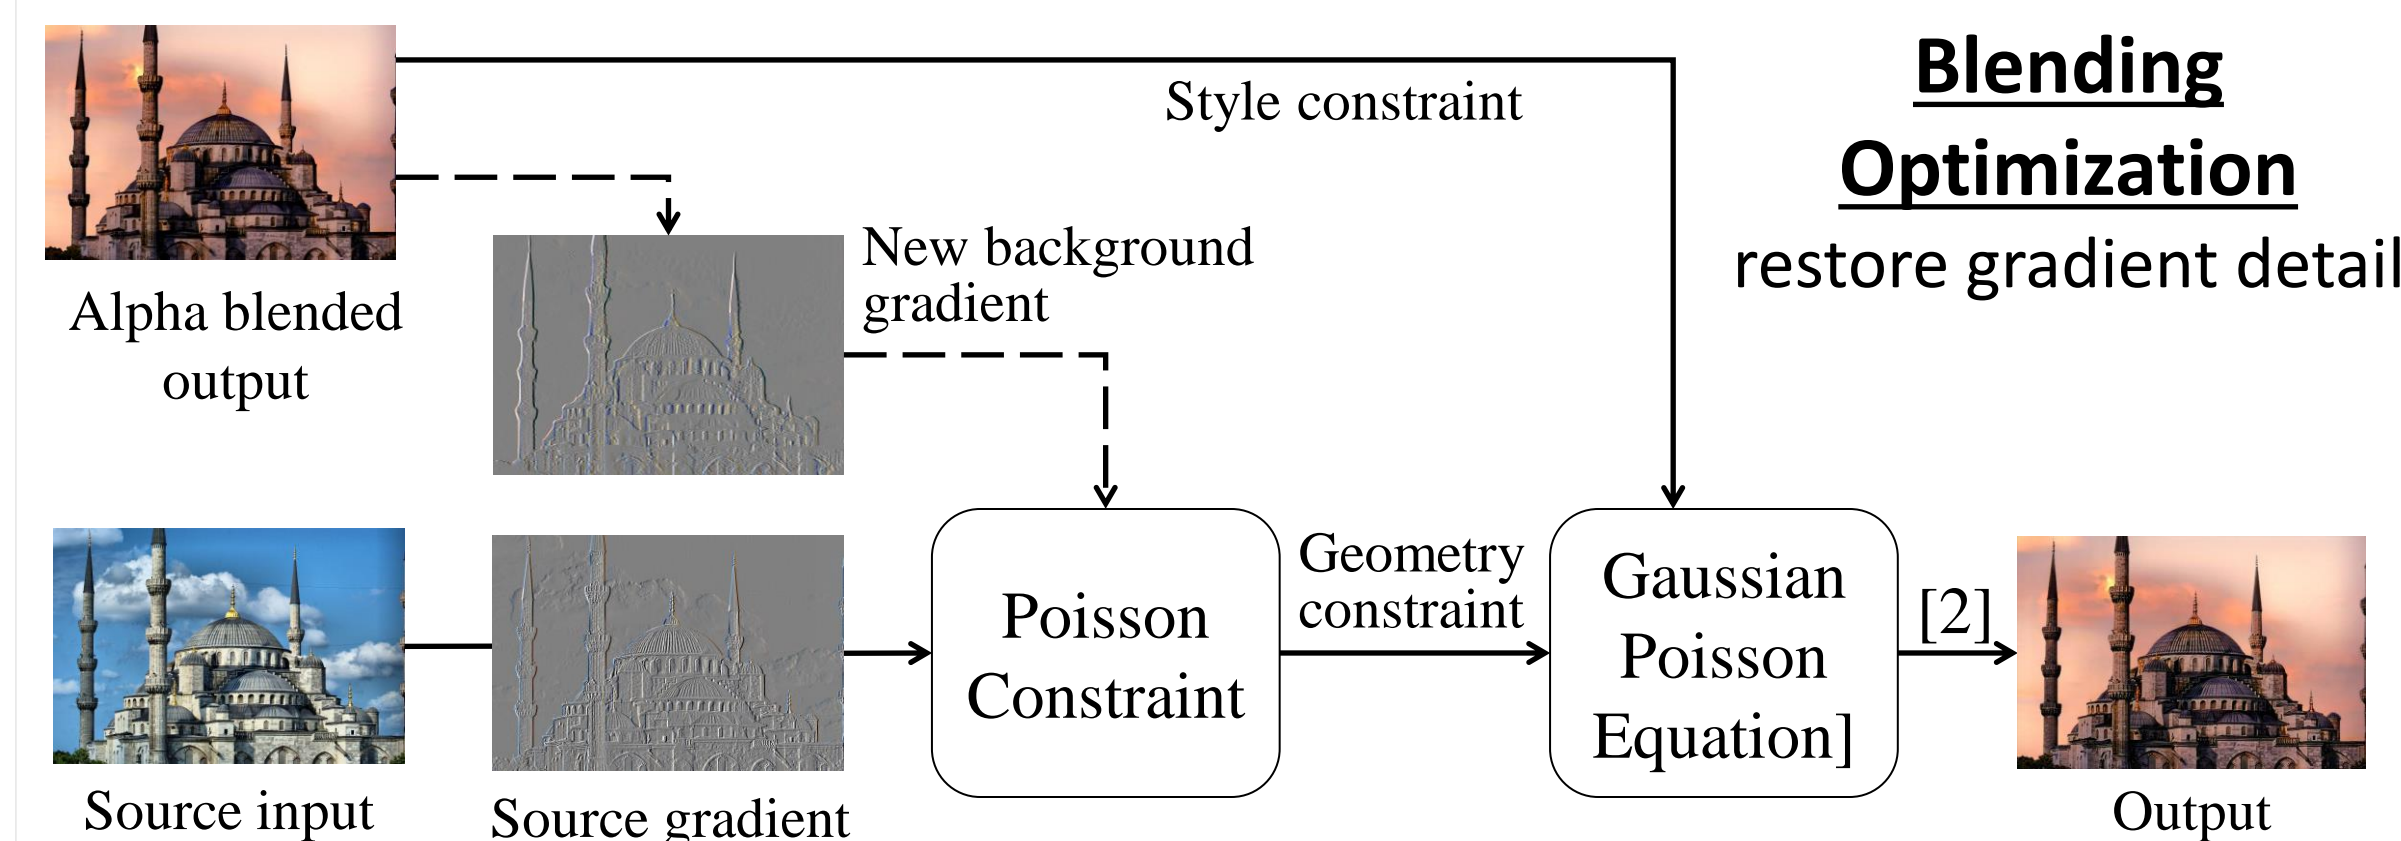 Blending
Optimization
restore gradient detail
Style constraint
Alpha blended
output
New background
gradient
Source input
Source gradient
Poisson
Constraint
Geometry
constraint
Gaussian
Poisson
Equation]
[2]
Output